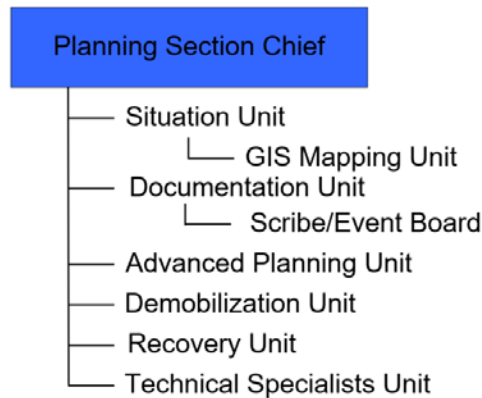 Planning Section Chief
Situation Unit
GIS Mapping Unit
Documentation Unit
Scribe/Event Board
Advanced Planning Unit
Demobilization Unit
Recovery Unit
Technical Specialists Unit